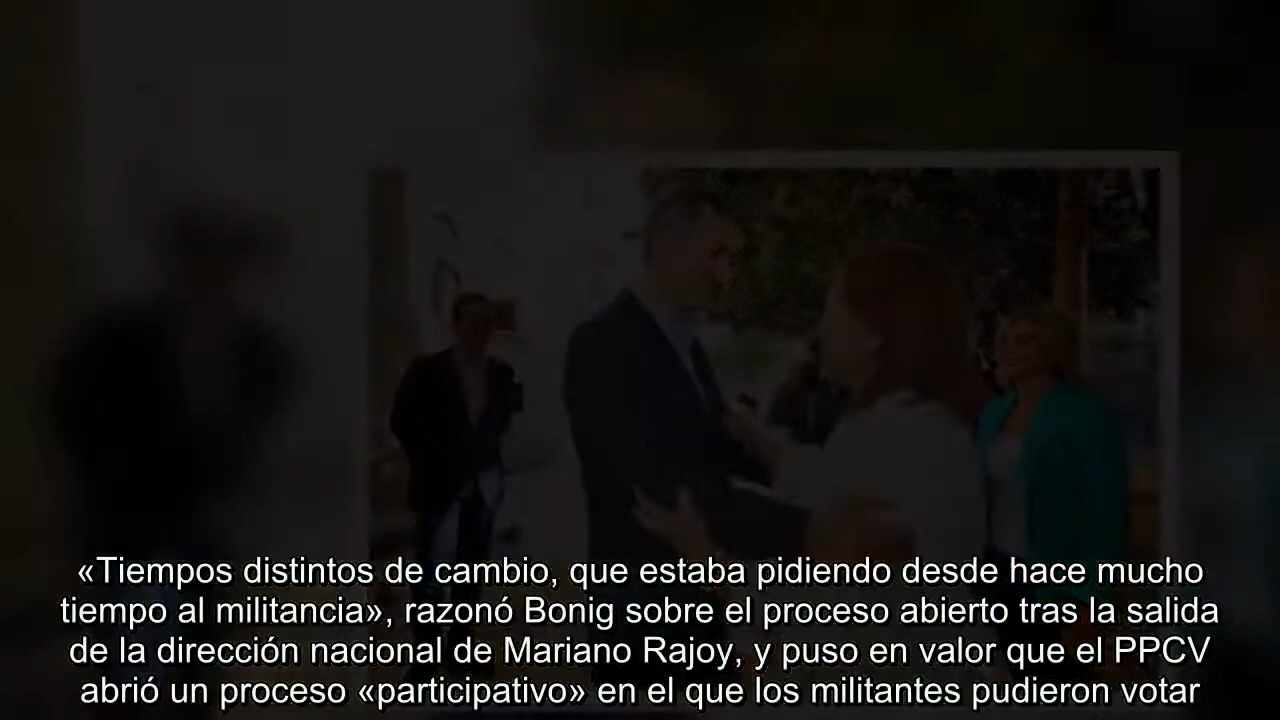 «Tiempos distintos de cambio, que estaba pidiendo desde hace mucho
tiempo al militancia», razonó Bonig sobre el proceso abierto tras la salida
de la dirección nacional de Mariano Rajoy, y puso en valor que el PPCV
abrió un proceso «participativo» en el que los militantes pudieron votar